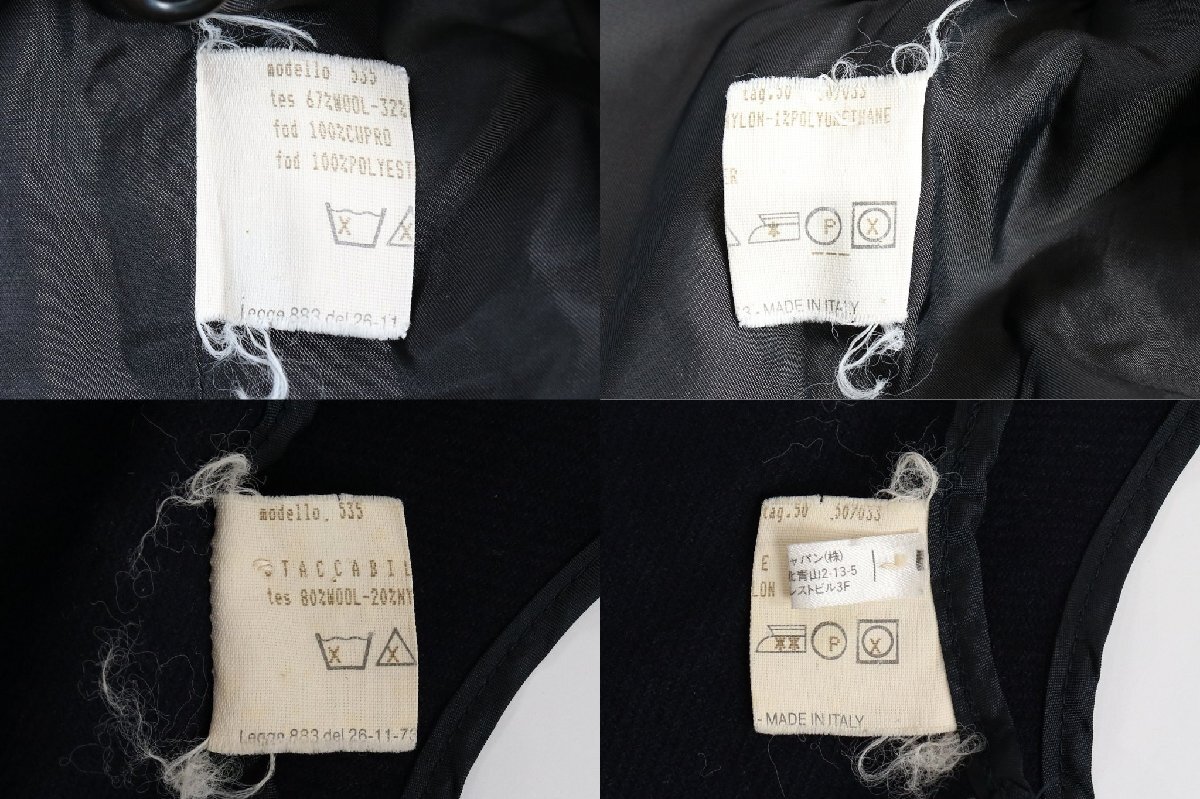 modello 535
tes 67%WOOL-32%
fod 100%CUPRO
fod 100%POLYEST
X X
Legge 883 del 26-11
tag.50 50/033
NYLON-1%POLYURETHANE
R
P X
3 - MADE IN ITALY
modello. 535
STACCABIL
tes 80%WOOL-20%NY
X X
Legge 883 del 26-11-73
tag.50 50/033
E
LON
ャパン(株)
北青山2-13-5
レストビル3F
P X
- MADE IN ITALY